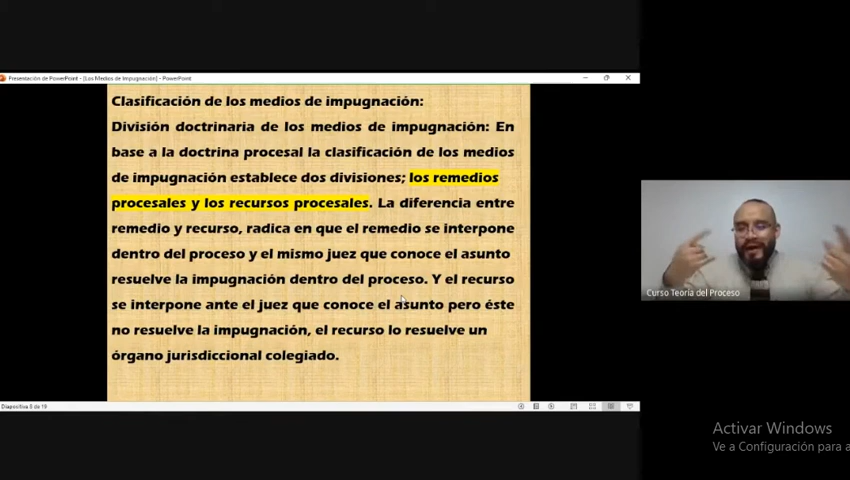 Presentación de PowerPoint - [Los Medios de Impugnación] - PowerPoint
Clasificación de los medios de impugnación:
División doctrinaria de los medios de impugnación: En
base a la doctrina procesal la clasificación de los medios
de impugnación establece dos divisiones; los remedios
procesales y los recursos procesales. La diferencia entre
remedio y recurso, radica en que el remedio se interpone
dentro del proceso y el mismo juez que conoce el asunto
resuelve la impugnación dentro del proceso. Y el recurso
se interpone ante el juez que conoce el asunto pero éste
no resuelve la impugnación, el recurso lo resuelve un
órgano jurisdiccional colegiado.
Curso Teoría del Proceso
Diapositiva 8 de 19
Activar Windows
Ve a Configuración para a